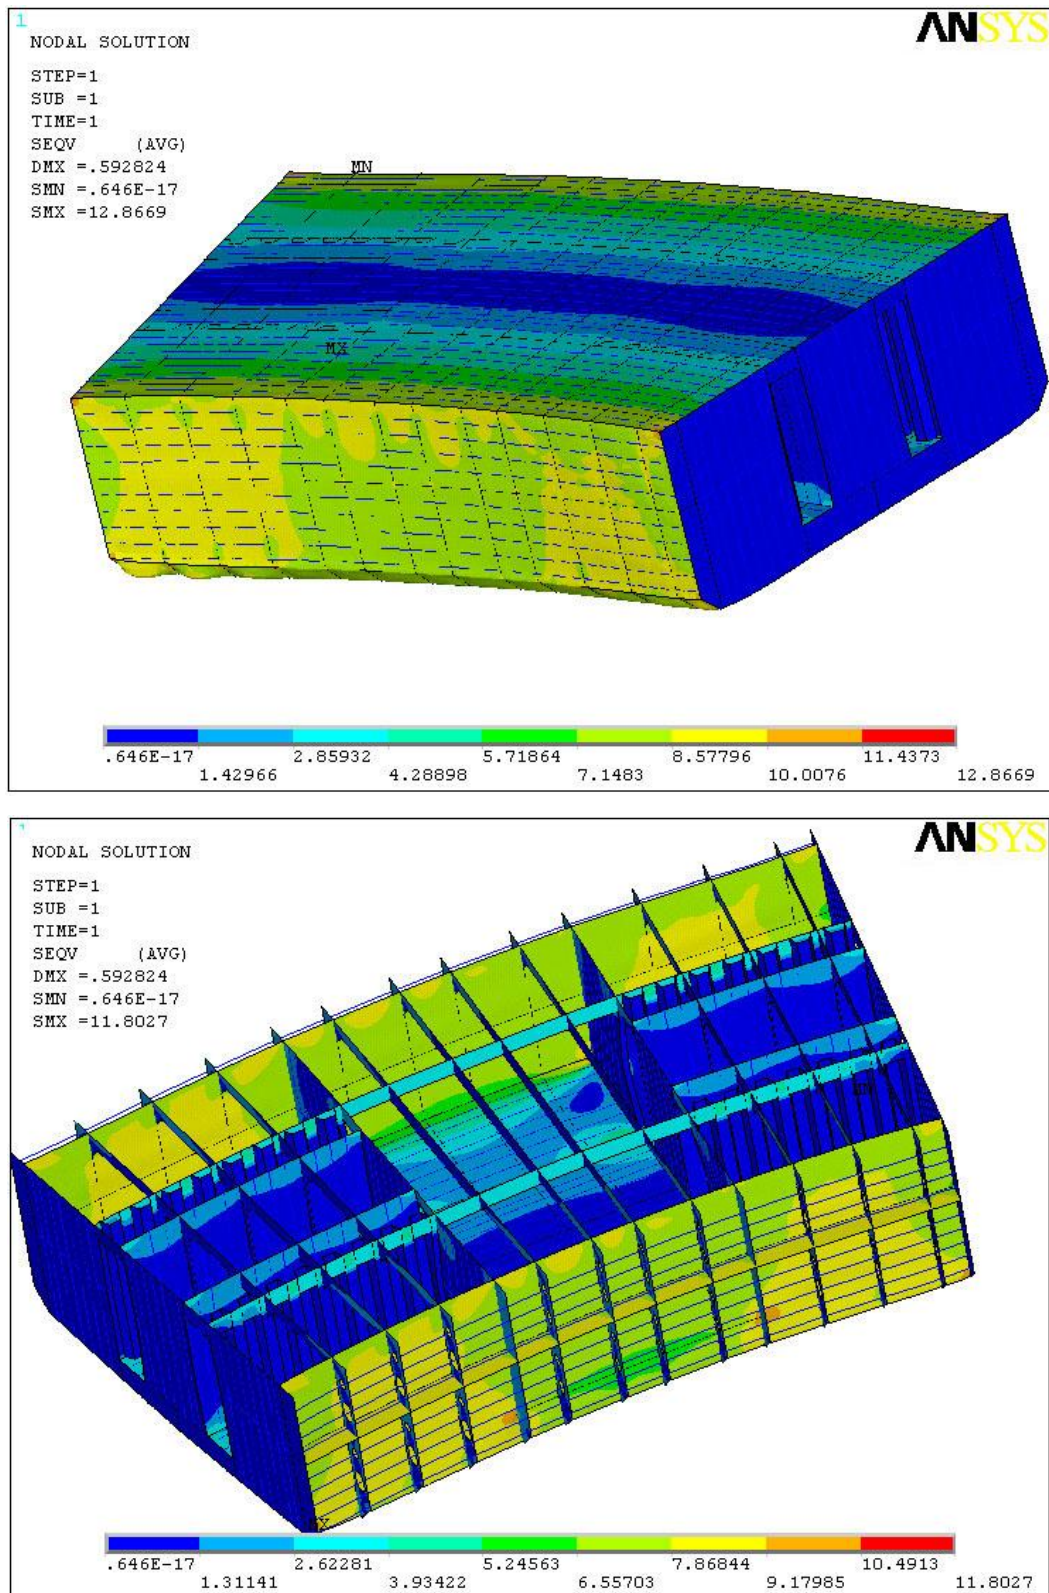 1
ANSYS
NODAL SOLUTION
STEP=1
SUB =1
TIME=1
SEQV (AVG)
DMX =.592824
SMN =.646E-17
SMX =12.8669
MN
MX
.646E-17 2.85932 5.71864 8.57796 11.4373
1.42966 4.28898 7.1483 10.0076 12.8669
ANSYS
NODAL SOLUTION
STEP=1
SUB =1
TIME=1
SEQV (AVG)
DMX =.592824
SMN =.646E-17
SMX =11.8027
.646E-17 2.62281 5.24563 7.86844 10.4913
1.31141 3.93422 6.55703 9.17985 11.8027